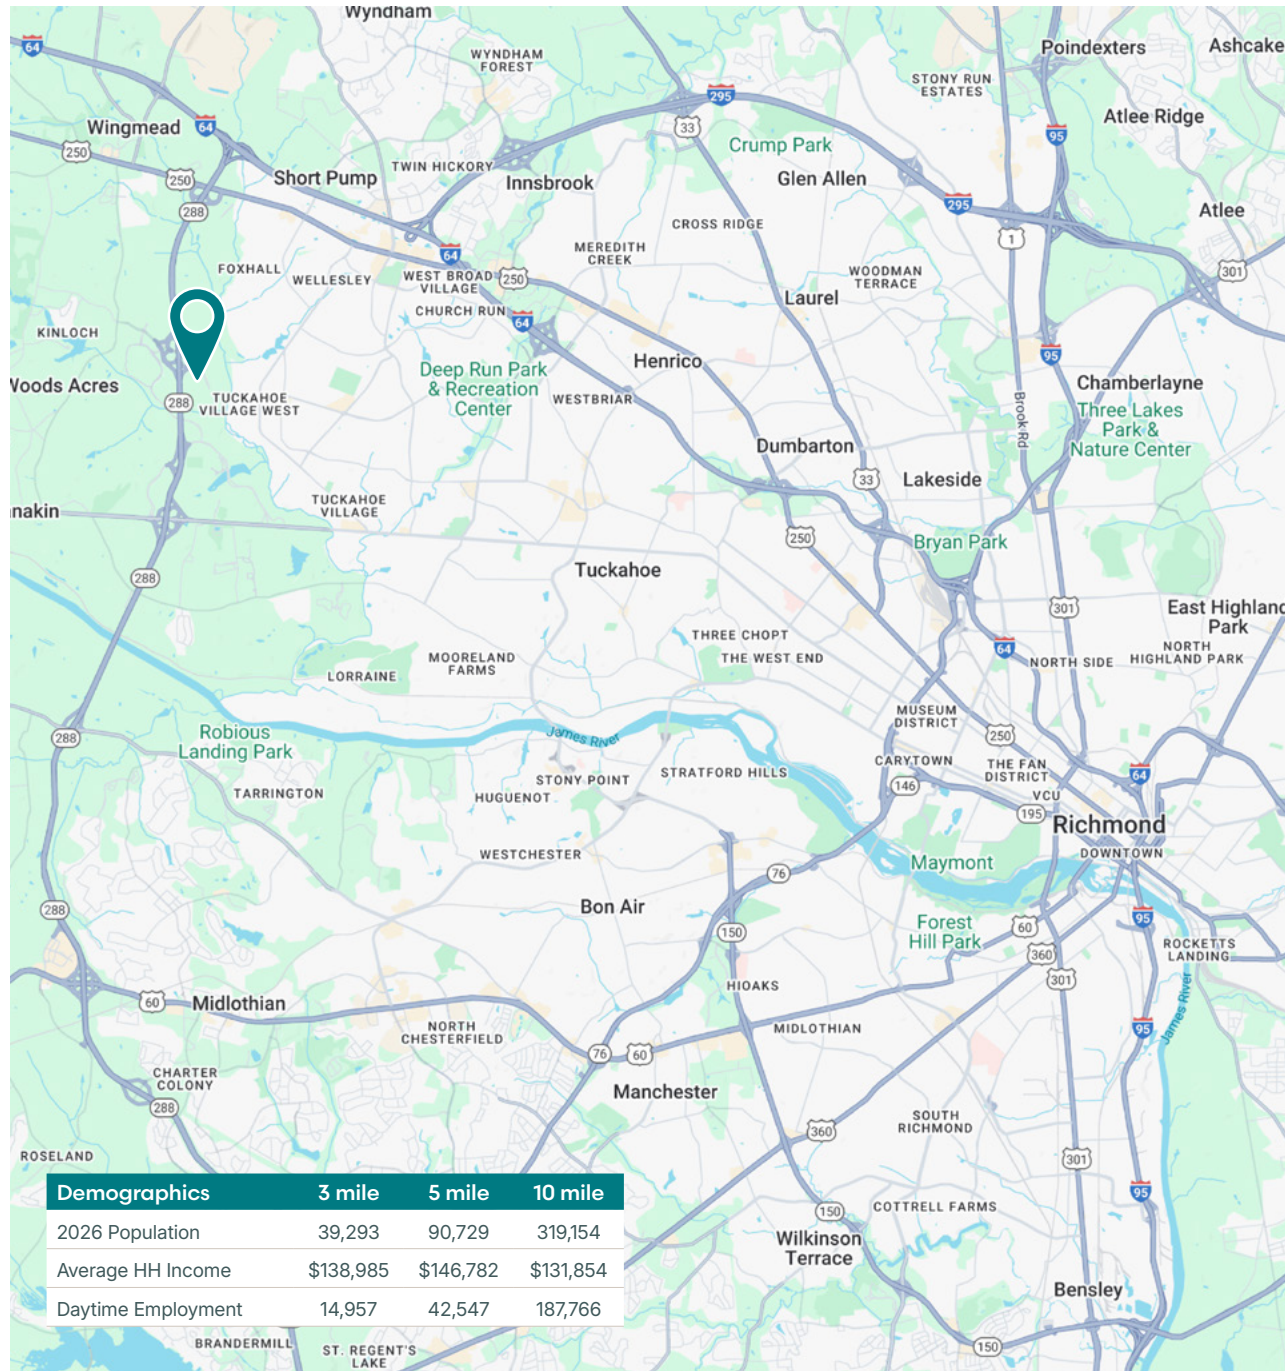 Wyndham
64
WYNDHAM
FOREST
Poindexters
Ashcake
STONY RUN
ESTATES
295
33
Wingmead
64
95
Atlee Ridge
250
Crump Park
TWIN HICKORY
250
Short Pump
Innsbrook
Glen Allen
288
295
Atlee
CROSS RIDGE
1
64
MEREDITH
CREEK
FOXHALL
WELLESLEY
WEST BROAD
VILLAGE
250
WOODMAN
TERRACE
301
CHURCH RUN
64
Laurel
KINLOCH
95
Henrico
Woods Acres
Deep Run Park
& Recreation
Center
WESTBRIAR
Chamberlayne
288
TUCKAHOE
VILLAGE WEST
Brook Rd
Three Lakes
Park &
Nature Center
Dumbarton
33
Lakeside
nakin
TUCKAHOE
VILLAGE
250
Bryan Park
288
Tuckahoe
301
East Highland
Park
THREE CHOPT
THE WEST END
64
NORTH SIDE
NORTH
HIGHLAND PARK
MOORELAND
FARMS
LORRAINE
MUSEUM
DISTRICT
288
Robious
Landing Park
James River
250
CARYTOWN
THE FAN
DISTRICT
64
STONY POINT
STRATFORD HILLS
146
TARRINGTON
HUGUENOT
VCU
195
Richmond
WESTCHESTER
DOWNTOWN
76
Maymont
288
Bon Air
95
150
Forest
Hill Park
60
ROCKETTS
LANDING
360
301
HIOAKS
60
Midlothian
James River
NORTH
CHESTERFIELD
MIDLOTHIAN
95
76
60
CHARTER
COLONY
Manchester
288
SOUTH
RICHMOND
360
ROSELAND
301
95
COTTRELL FARMS
150
Wilkinson
Terrace
Bensley
150
BRANDERMILL
ST. REGENT'S
LAKE
Demographics 3 mile 5 mile 10 mile
2026 Population 39,293 90,729 319,154
Average HH Income $138,985 $146,782 $131,854
Daytime Employment 14,957 42,547 187,766